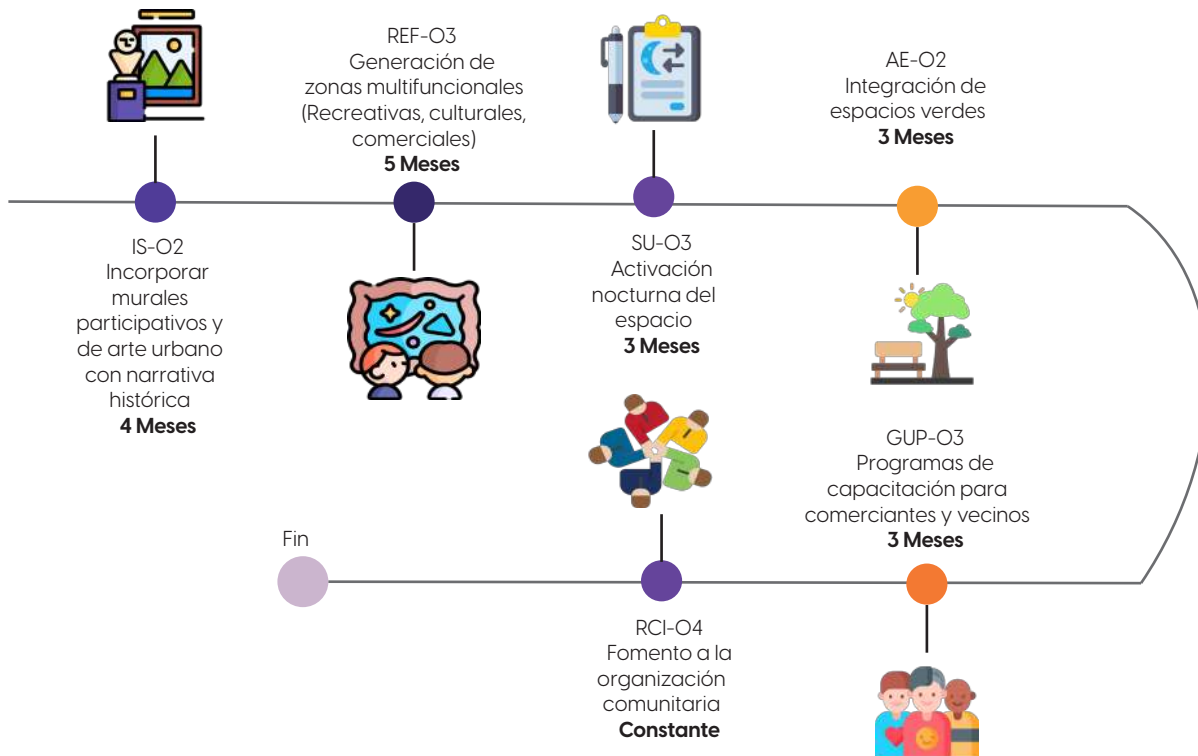 IS-O2
Incorporar
murales
participativos y
de arte urbano
con narrativa
histórica
4 Meses
REF-O3
Generación de
zonas multifuncionales
(Recreativas, culturales,
comerciales)
5 Meses
SU-O3
Activación
nocturna del
espacio
3 Meses
AE-O2
Integración de
espacios verdes
3 Meses
GUP-O3
Programas de
capacitación para
comerciantes y vecinos
3 Meses
RCI-O4
Fomento a la
organización
comunitaria
Constante
Fin